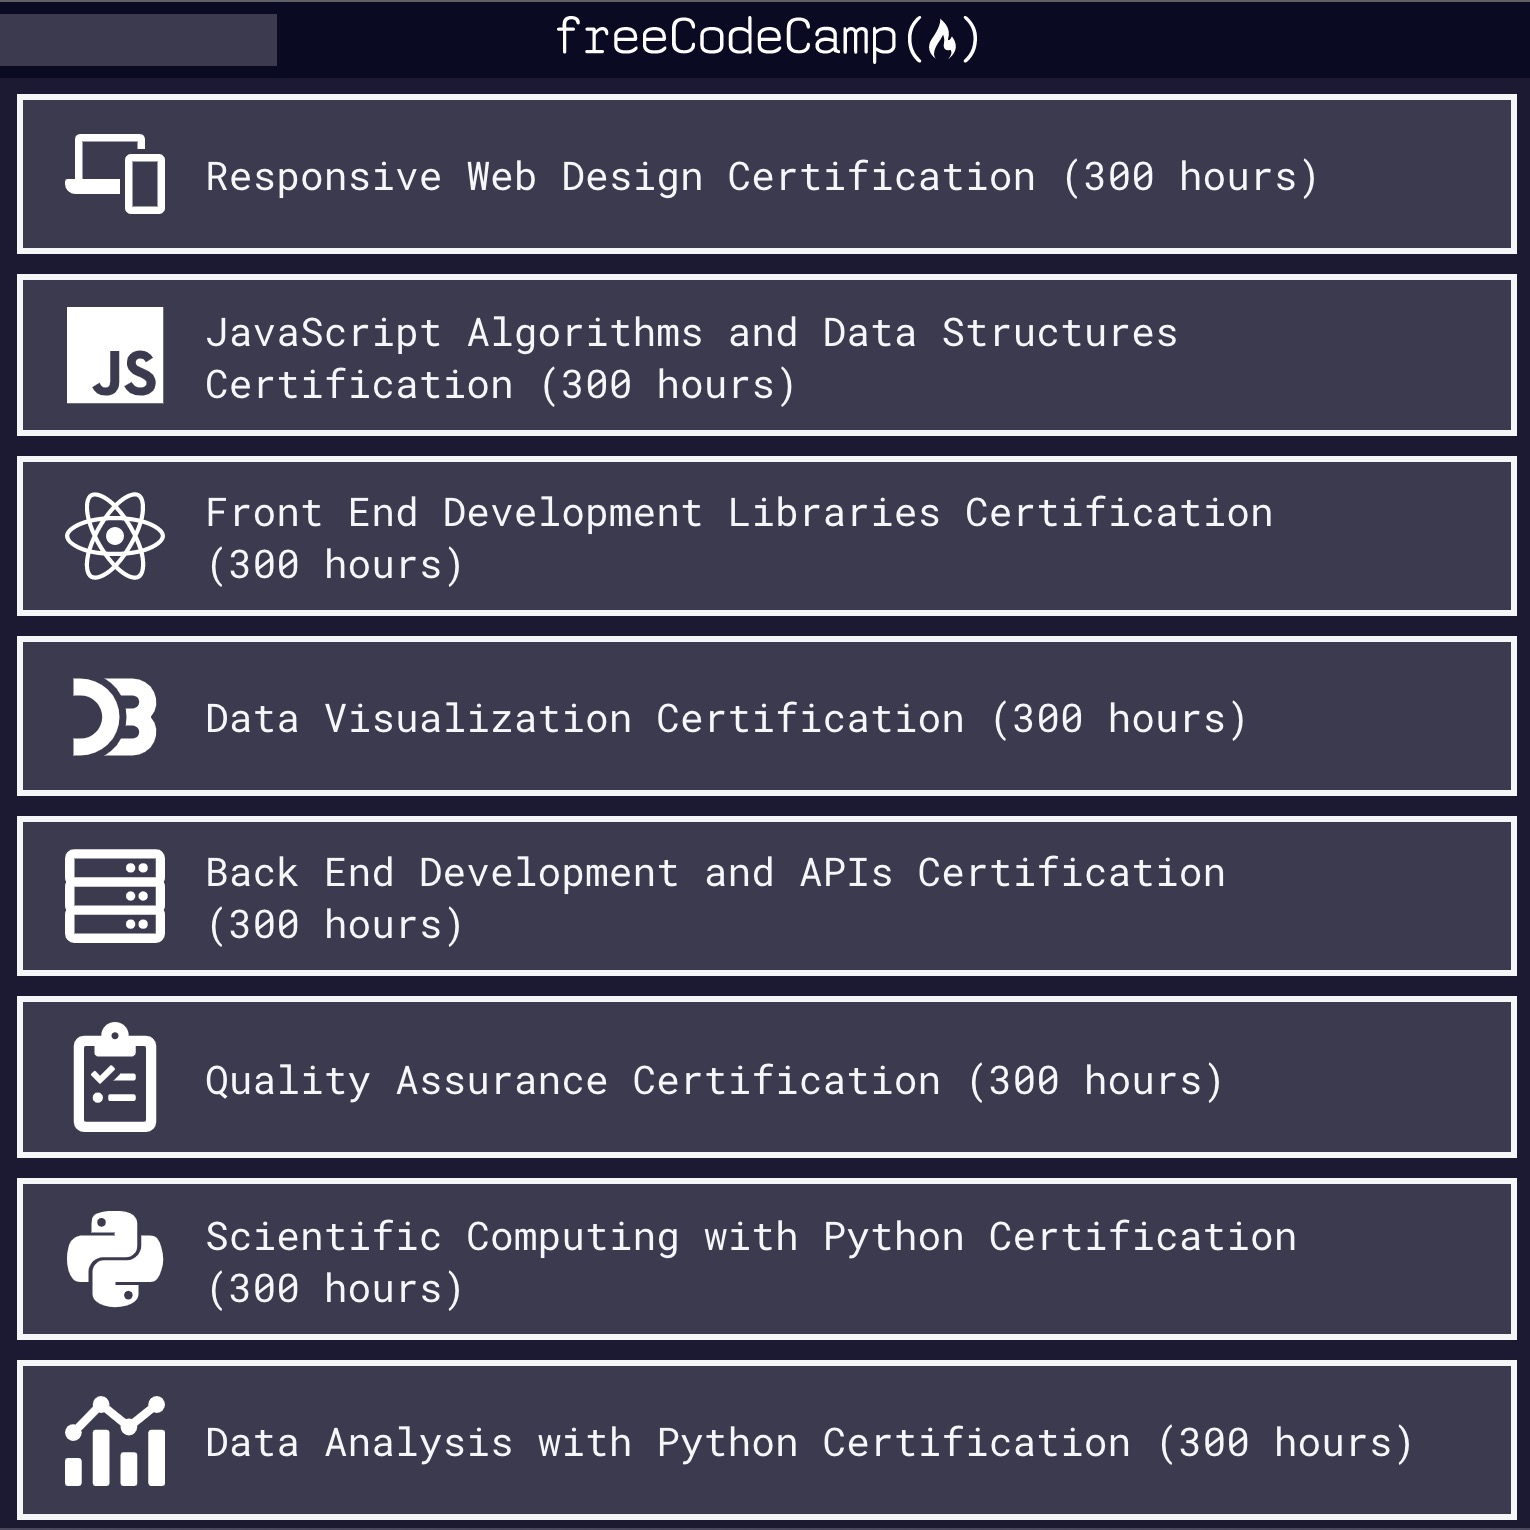 freeCodeCamp
Responsive Web Design Certification (300 hours)
JS
JavaScript Algorithms and Data Structures
Certification (300 hours)
Front End Development Libraries Certification
(300 hours)
Data Visualization Certification (300 hours)
Back End Development and APIs Certification
(300 hours)
Quality Assurance Certification (300 hours)
Scientific Computing with Python Certification
(300 hours)
Data Analysis with Python Certification (300 hours)